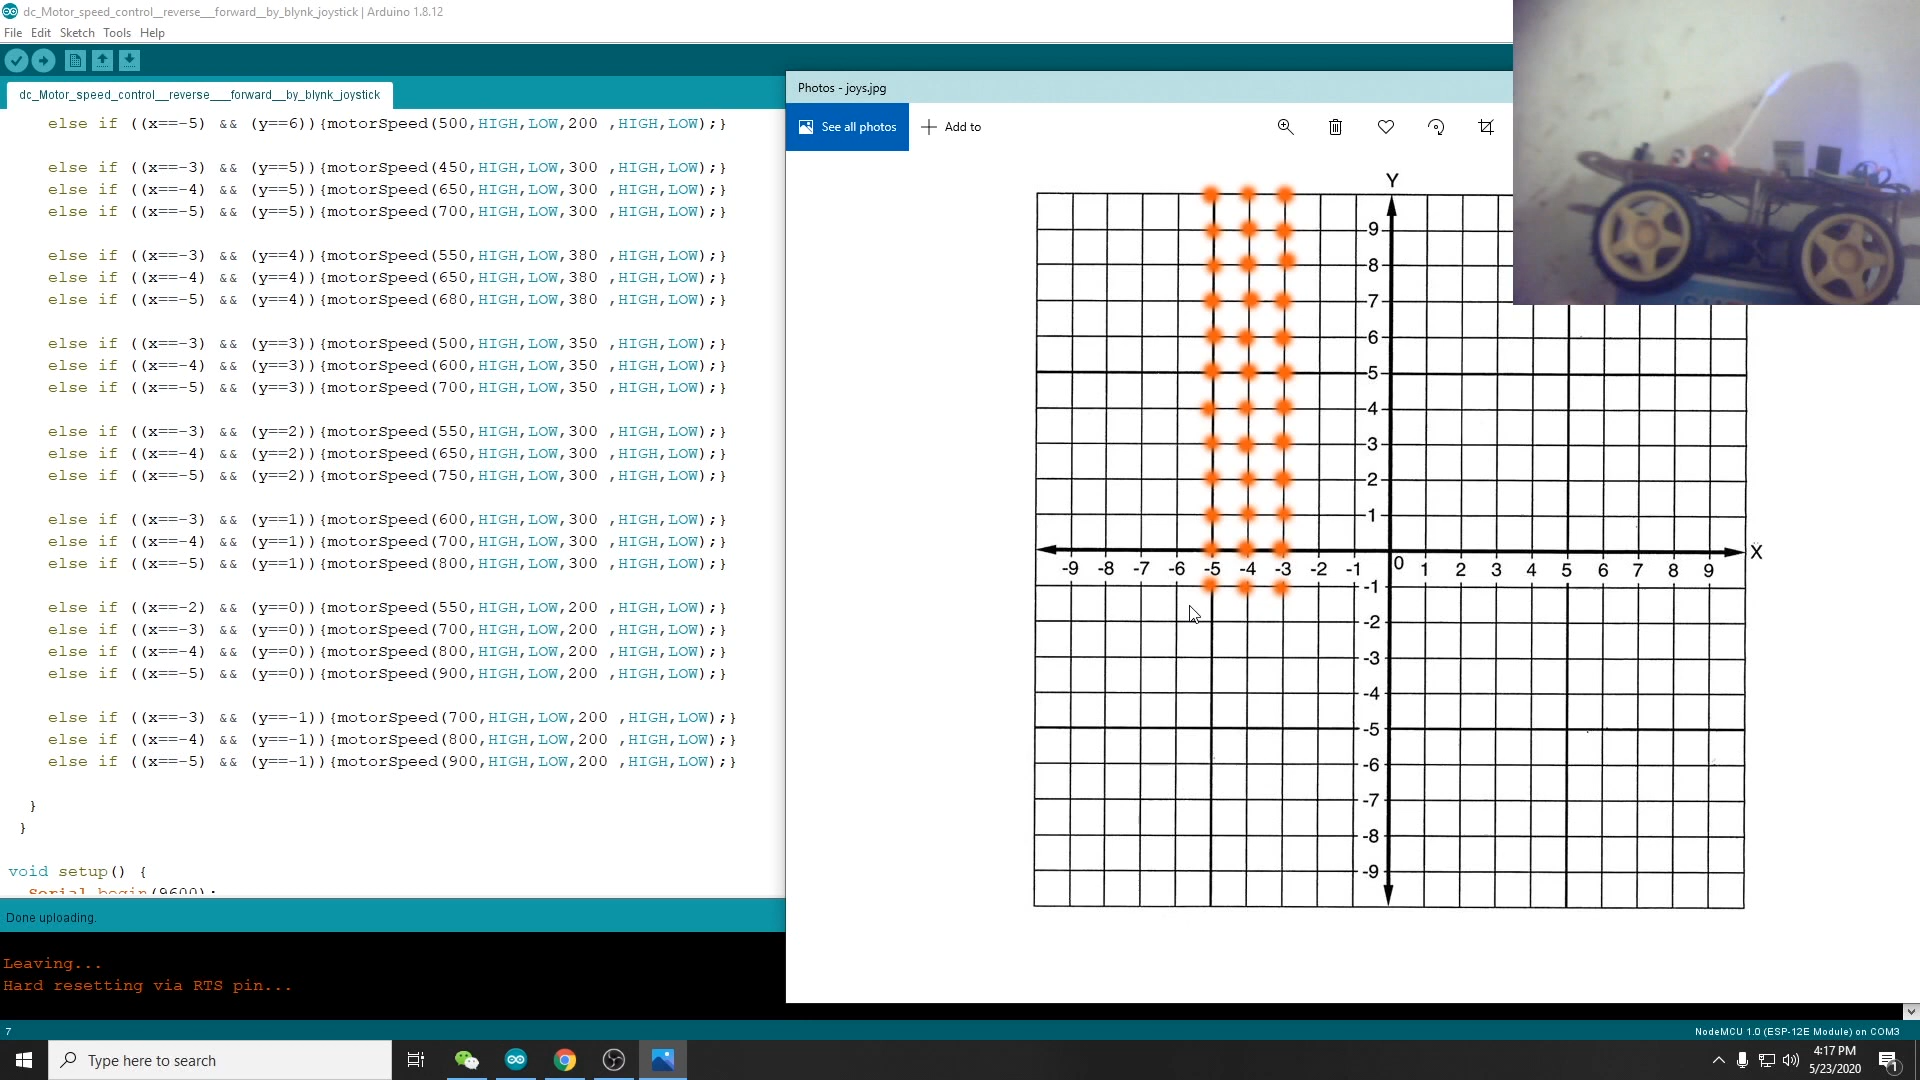 dc_Motor_speed_control__reverse___forward__by_blynk_joystick | Arduino 1.8.12
File Edit Sketch Tools Help
dc_Motor_speed_control__reverse___forward__by_blynk_joystick
else if ((x==-5) && (y==6)){motorSpeed(500,HIGH,LOW,200 ,HIGH,LOW);}
else if ((x==-3) && (y==5)){motorSpeed(450,HIGH,LOW,300 ,HIGH,LOW);}
else if ((x==-4) && (y==5)){motorSpeed(650,HIGH,LOW,300 ,HIGH,LOW);}
else if ((x==-5) && (y==5)){motorSpeed(700,HIGH,LOW,300 ,HIGH,LOW);}
else if ((x==-3) && (y==4)){motorSpeed(550,HIGH,LOW,380 ,HIGH,LOW);}
else if ((x==-4) && (y==4)){motorSpeed(650,HIGH,LOW,380 ,HIGH,LOW);}
else if ((x==-5) && (y==4)){motorSpeed(680,HIGH,LOW,380 ,HIGH,LOW);}
else if ((x==-3) && (y==3)){motorSpeed(500,HIGH,LOW,350 ,HIGH,LOW);}
else if ((x==-4) && (y==3)){motorSpeed(600,HIGH,LOW,350 ,HIGH,LOW);}
else if ((x==-5) && (y==3)){motorSpeed(700,HIGH,LOW,350 ,HIGH,LOW);}
else if ((x==-3) && (y==2)){motorSpeed(550,HIGH,LOW,300 ,HIGH,LOW);}
else if ((x==-4) && (y==2)){motorSpeed(650,HIGH,LOW,300 ,HIGH,LOW);}
else if ((x==-5) && (y==2)){motorSpeed(750,HIGH,LOW,300 ,HIGH,LOW);}
else if ((x==-3) && (y==1)){motorSpeed(600,HIGH,LOW,300 ,HIGH,LOW);}
else if ((x==-4) && (y==1)){motorSpeed(700,HIGH,LOW,300 ,HIGH,LOW);}
else if ((x==-5) && (y==1)){motorSpeed(800,HIGH,LOW,300 ,HIGH,LOW);}
else if ((x==-2) && (y==0)){motorSpeed(550,HIGH,LOW,200 ,HIGH,LOW);}
else if ((x==-3) && (y==0)){motorSpeed(700,HIGH,LOW,200 ,HIGH,LOW);}
else if ((x==-4) && (y==0)){motorSpeed(800,HIGH,LOW,200 ,HIGH,LOW);}
else if ((x==-5) && (y==0)){motorSpeed(900,HIGH,LOW,200 ,HIGH,LOW);}
else if ((x==-3) && (y==-1)){motorSpeed(700,HIGH,LOW,200 ,HIGH,LOW);}
else if ((x==-4) && (y==-1)){motorSpeed(800,HIGH,LOW,200 ,HIGH,LOW);}
else if ((x==-5) && (y==-1)){motorSpeed(900,HIGH,LOW,200 ,HIGH,LOW);}
}
}
void setup() {
Serial.begin(9600);
Done uploading.
Leaving...
Hard resetting via RTS pin...
Photos - joys.jpg
See all photos
Add to
Y
9
8
7
6
5
4
3
2
1
X
-9 -8 -7 -6 -5 -4 -3 -2 -1 0 1 2 3 4 5 6 7 8 9
-1
-2
-3
-4
-5
-6
-7
-8
-9
7
NodeMCU 1.0 (ESP-12E Module) on COM3
Type here to search
4:17 PM
5/23/2020
1